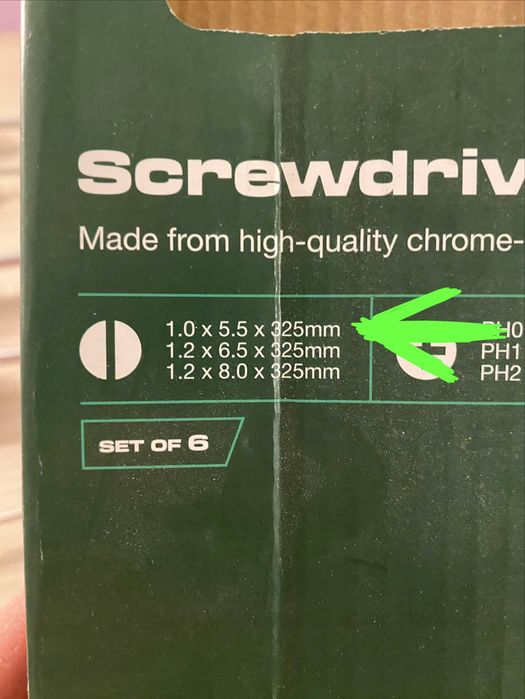 Screwdriv
Made from high-quality chrome-
1.0 x 5.5 x 325mm
1.2 x 6.5 x 325mm
1.2 x 8.0 x 325mm
PH0
PH1
PH2
SET OF 6